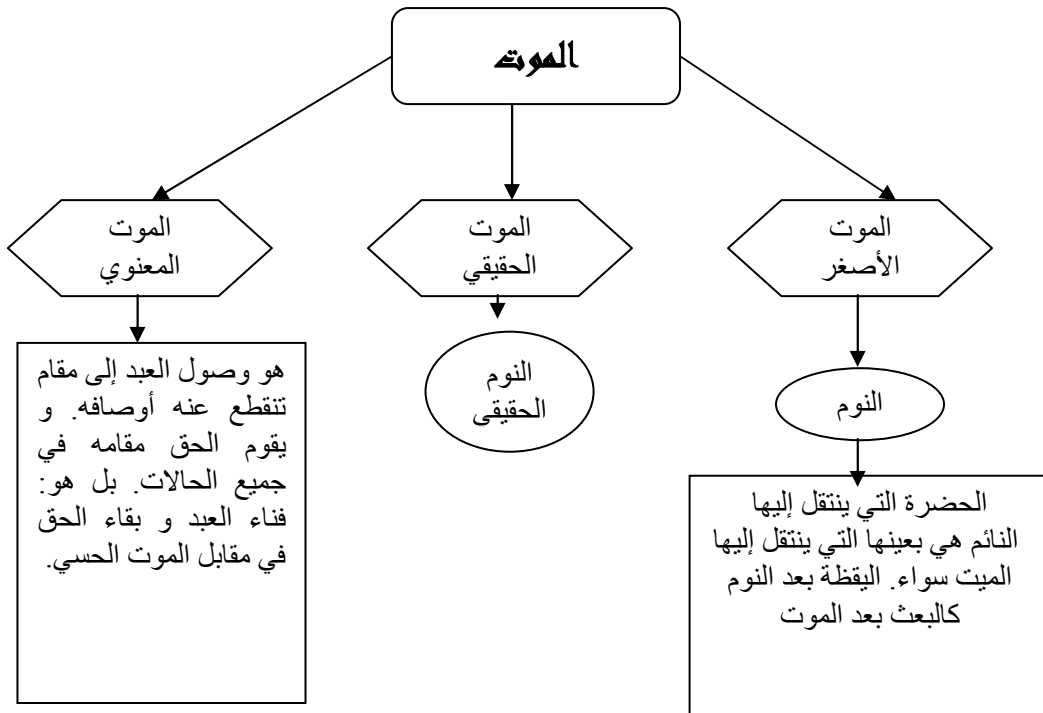 الموت
الموت
الأصغر
الموت
الحقيقي
الموت
المعنوي
النوم
النوم
الحقيقى
الحضرة التي ينتقل إليها
النائم هي بعينها التي ينتقل إليها
الميت سواء. اليقظة بعد النوم
كالبعث بعد الموت
هو وصول العبد إلى مقام
تنقطع عنه أوصافه. و
يقوم الحق مقامه في
جميع الحالات. بل هو:
فناء العبد و بقاء الحق
في مقابل الموت الحسي.